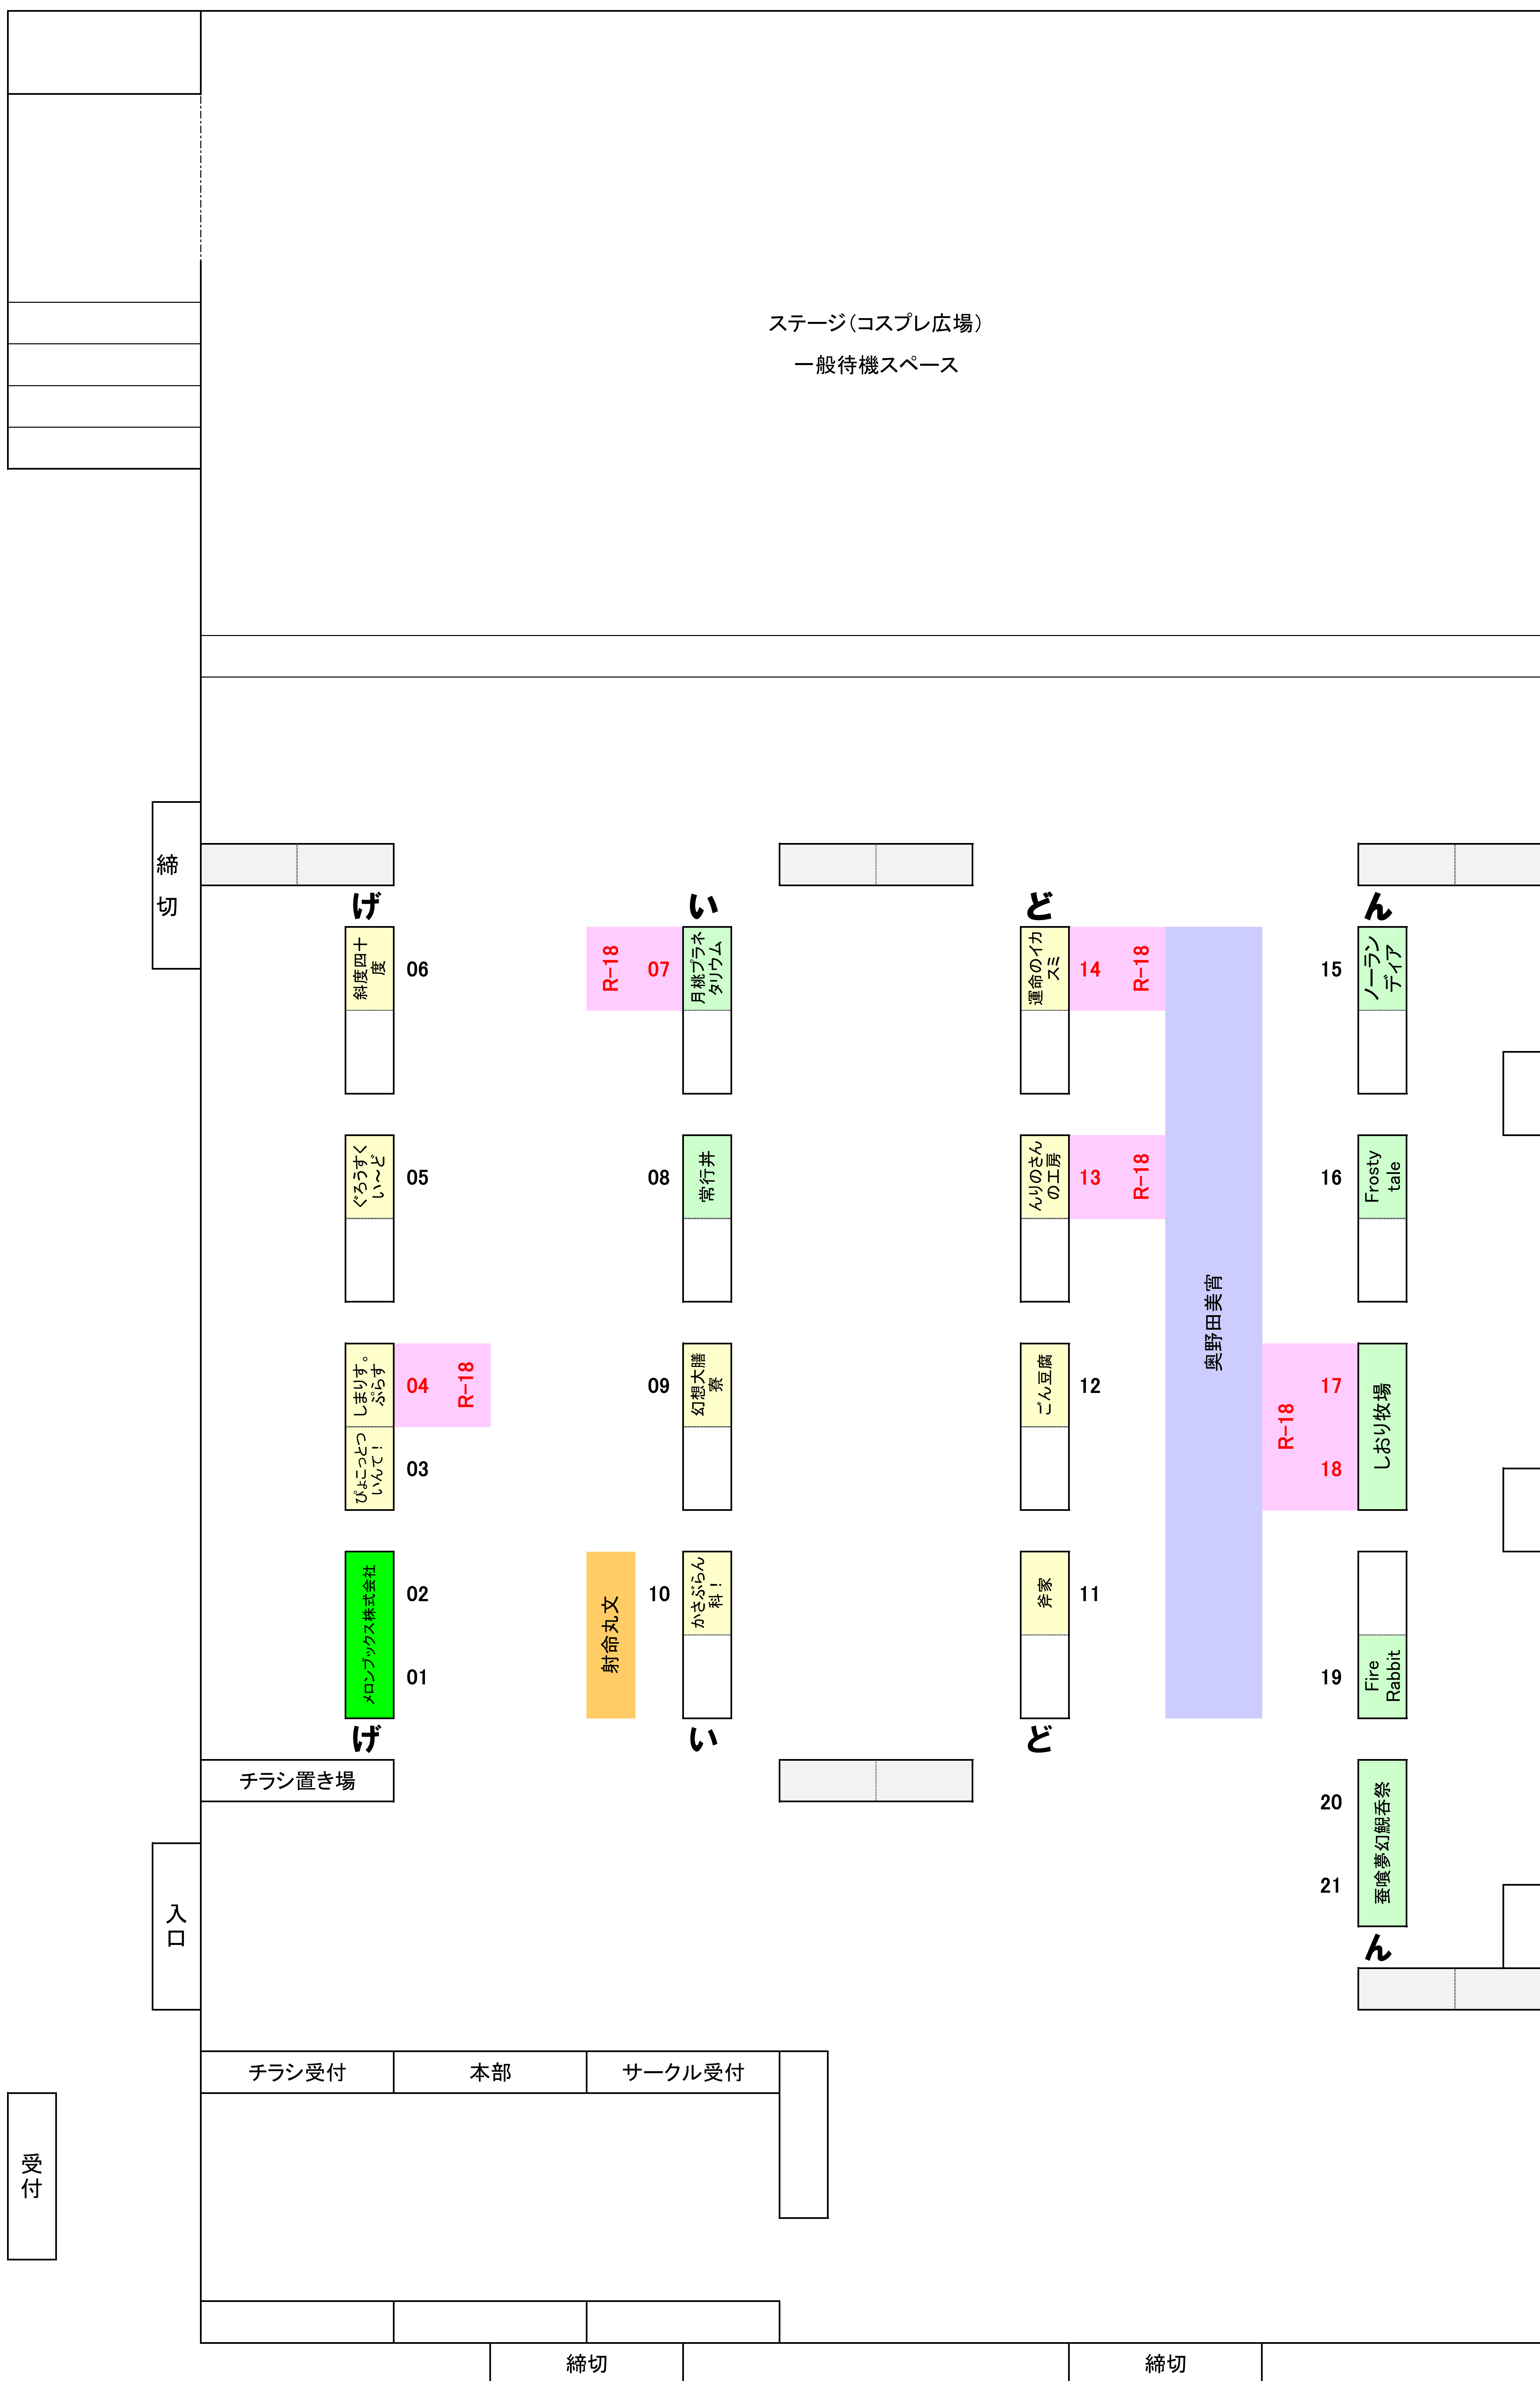 ステージ（コスプレ広場）
一般待機スペース
締
切
げ
い
ど
ん
斜度四十
度
06
R-18
07
月桃プラネ
タリウム
運命のイカ
スミ
14
R-18
15
ノーラン
ディア
ぐろうすく
い～ど
05
08
常行丼
んりのさん
の工房
13
R-18
16
Frosty
tale
奥野田美宵
しまりす。
ぷらす
04
R-18
09
幻想大膳
寮
ごん豆腐
12
R-18
17
18
しおり牧場
ぴょこっとつ
いんて！
03
メロンブックス株式会社
02
01
射命丸文
10
かさぶらん
科！
斧家
11
19
Fire
Rabbit
げ
い
ど
チラシ置き場
20
21
蚕喰夢幻鯢呑祭
ん
入
口
チラシ受付
本部
サークル受付
受
付
締切
締切